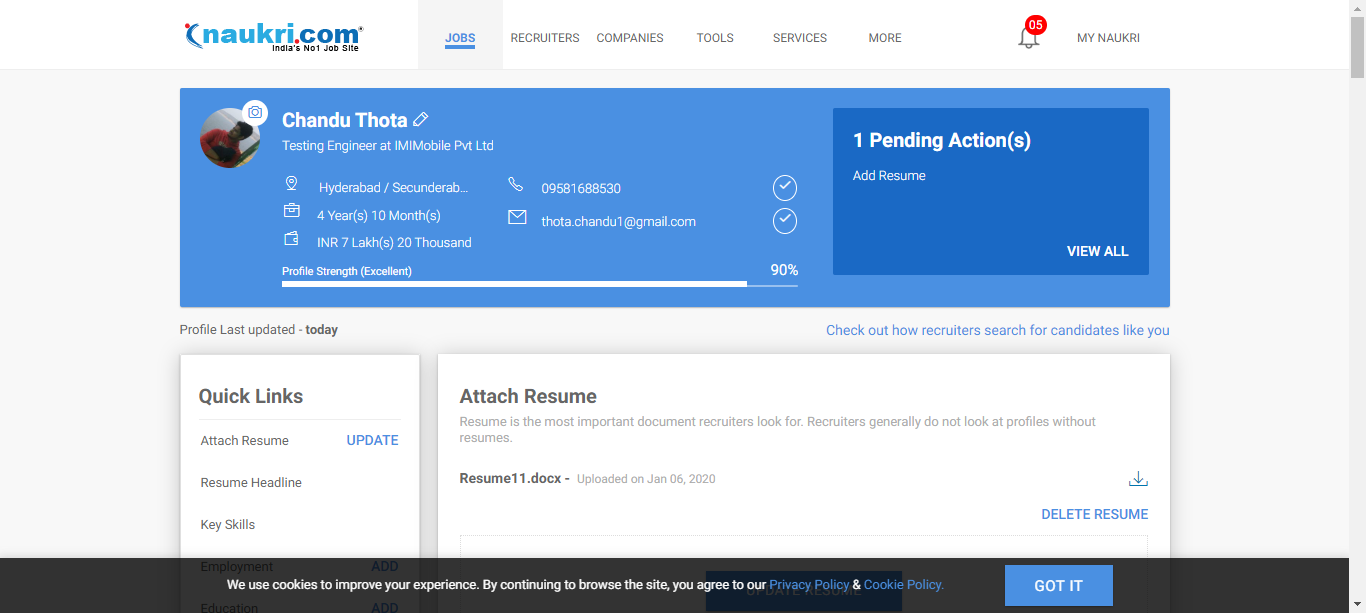 naukri.com
India's No1 Job Site
JOBS
RECRUITERS
COMPANIES
TOOLS
SERVICES
MORE
05
MY NAUKRI
Chandu Thota
Testing Engineer at IMIMobile Pvt Ltd
Hyderabad / Secunderab...
09581688530
4 Year(s) 10 Month(s)
thota.chandu1@gmail.com
INR 7 Lakh(s) 20 Thousand
Profile Strength (Excellent)
90%
1 Pending Action(s)
Add Resume
VIEW ALL
Profile Last updated - today
Check out how recruiters search for candidates like you
Quick Links
Attach Resume UPDATE
Resume Headline
Key Skills
Employment ADD
Education ADD
Attach Resume
Resume is the most important document recruiters look for. Recruiters generally do not look at profiles without
resumes.
Resume11.docx - Uploaded on Jan 06, 2020
DELETE RESUME
UPDATE RESUME
We use cookies to improve your experience. By continuing to browse the site, you agree to our Privacy Policy & Cookie Policy.
GOT IT